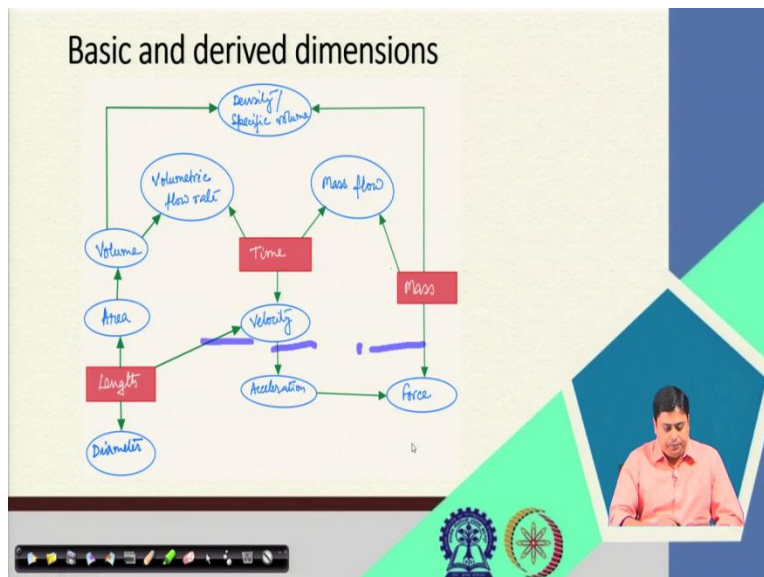 Basic and derived dimensions
Density/
Specific volume
Volumetric
flow rate
Mass flow
Volume
Time
Mass
Area
Velocity
Length
Acceleration
Force
Diameter